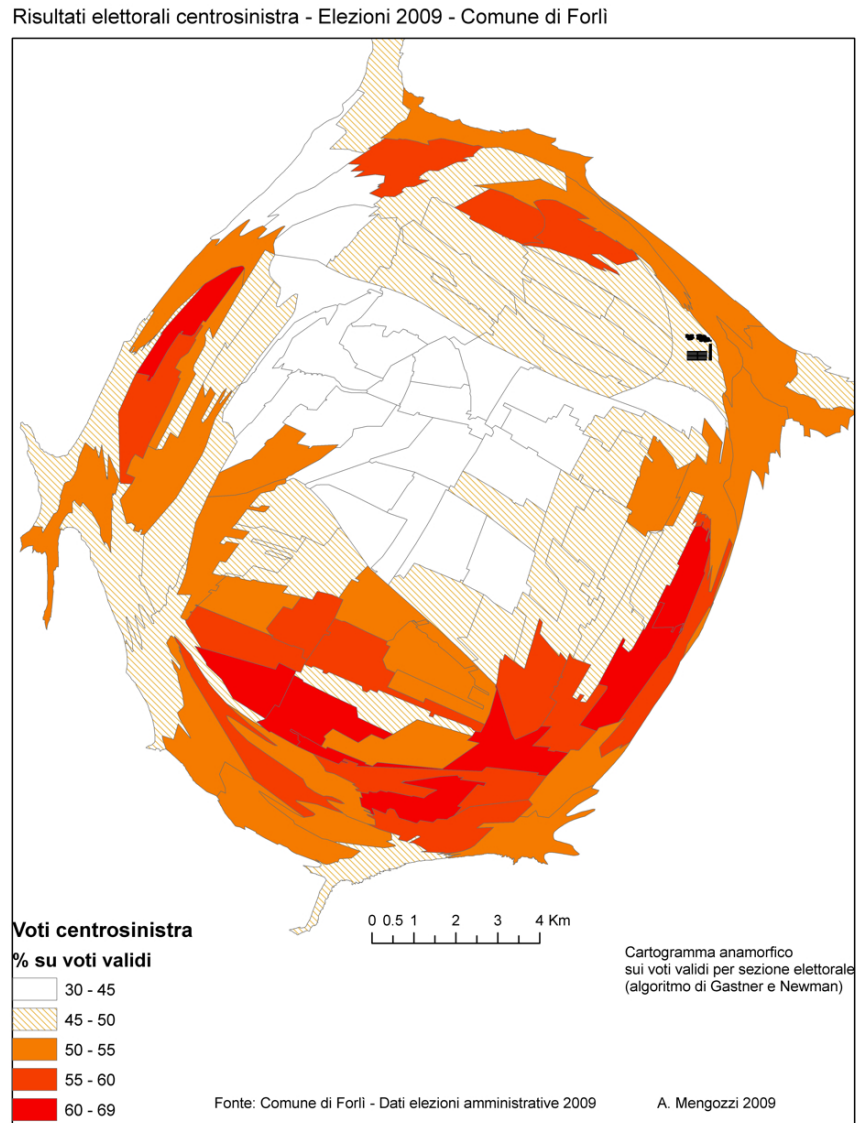 Risultati elettorali centrosinistra - Elezioni 2009 - Comune di Forlì
0 0.5 1 2 3 4 Km
Voti centrosinistra
% su voti validi
30 - 45
45 - 50
50 - 55
55 - 60
60 - 69
Cartogramma anamorfico
sui voti validi per sezione elettorale
(algoritmo di Gastner e Newman)
Fonte: Comune di Forlì - Dati elezioni amministrative 2009 A. Mengozzi 2009